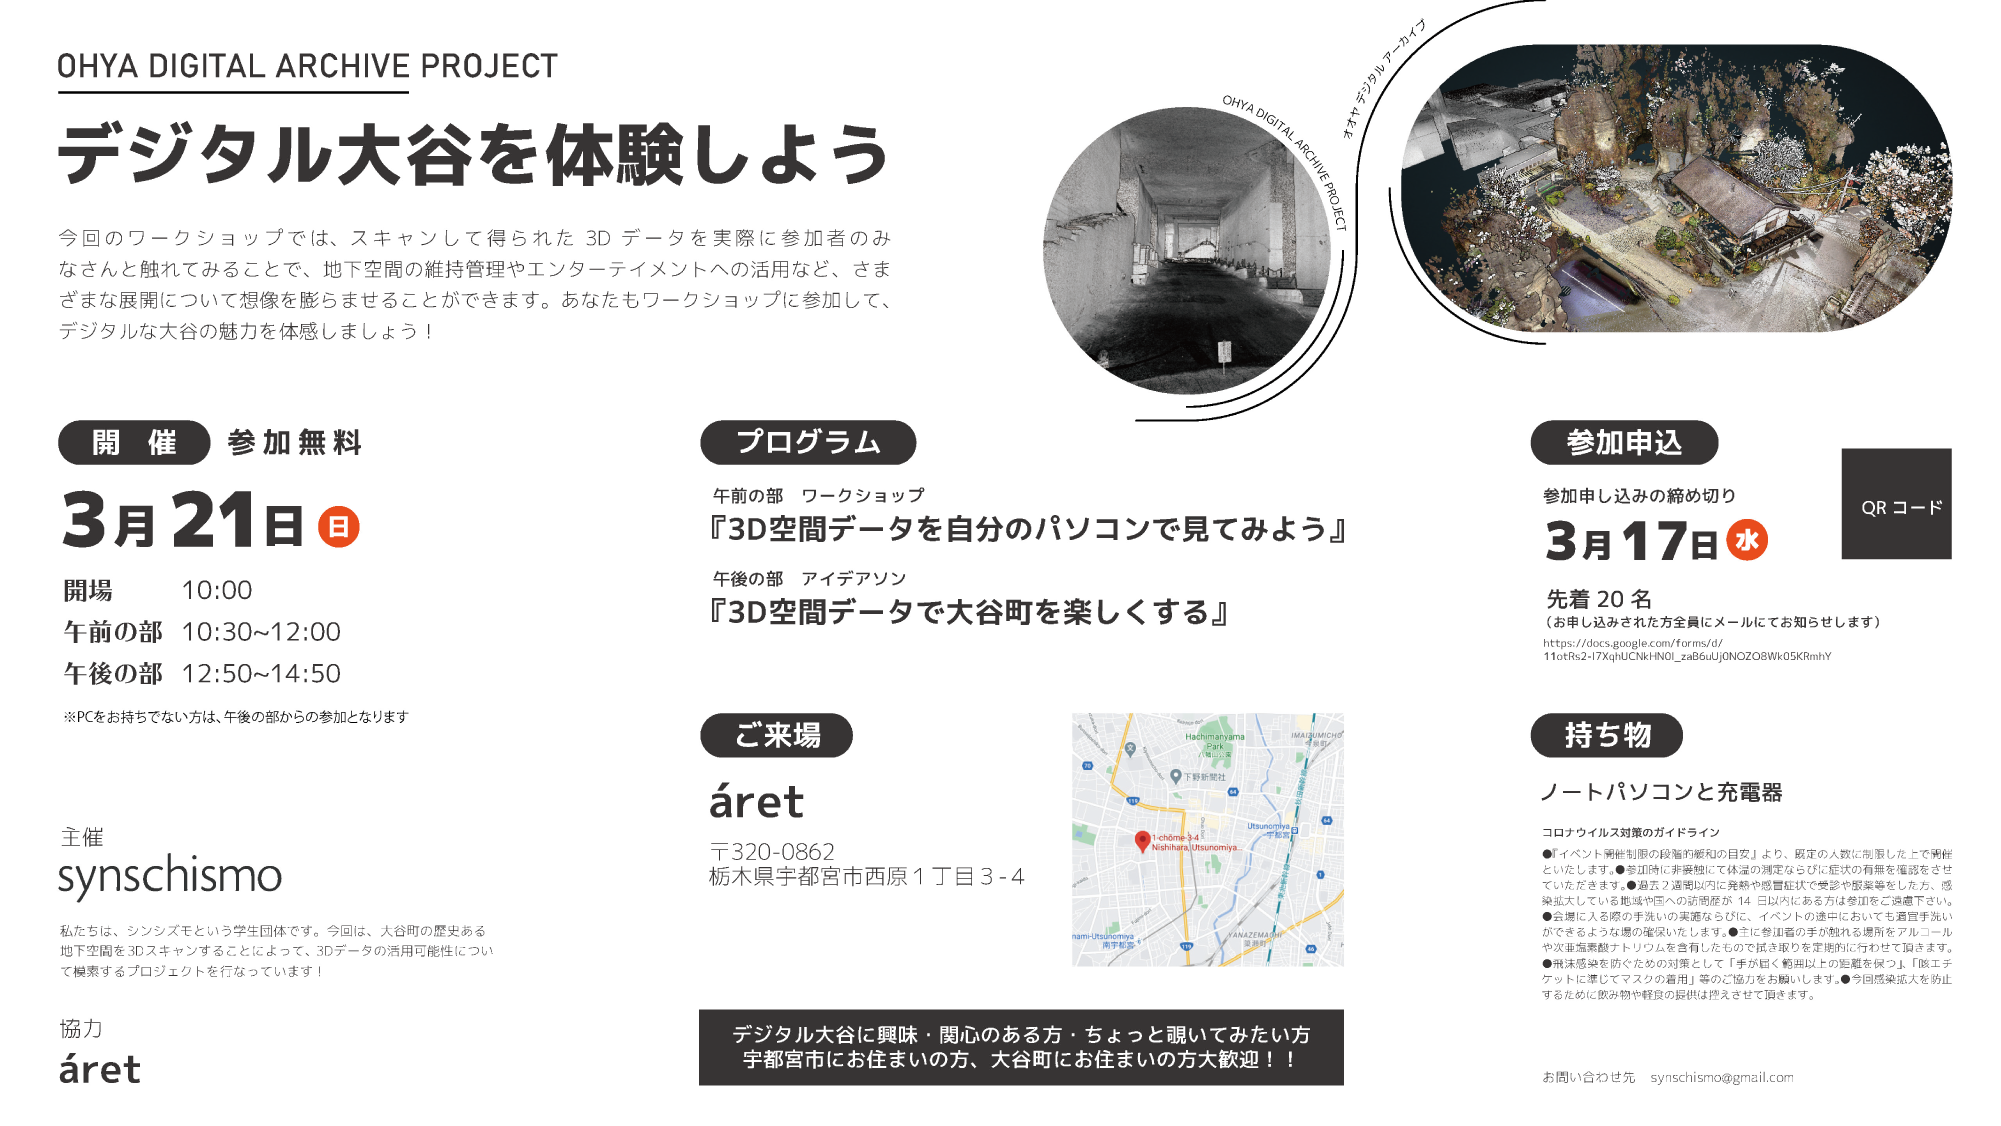 OHYA DIGITAL ARCHIVE PROJECT
デジタル大谷を体験しよう
今回のワークショップでは、スキャンして得られた 3D データを実際に参加者のみ
なさんと触れてみることで、地下空間の維持管理やエンターテイメントへの活用など、さま
ざまな展開について想像を膨らませることができます。あなたもワークショップに参加して、
デジタルな大谷の魅力を体感しましょう！
OHYA DIGITAL ARCHIVE PROJECT
オオヤ デジタル アーカイブ
開 催 参加無料
3月21日 日
開場 10:00
午前の部 10:30~12:00
午後の部 12:50~14:50
※PCをお持ちでない方は、午後の部からの参加となります
主催
synschismo
私たちは、シンシズモという学生団体です。今回は、大谷町の歴史ある
地下空間を3Dスキャンすることによって、3Dデータの活用可能性につい
て模索するプロジェクトを行なっています！
協力
áret
プログラム
午前の部 ワークショップ
『3D空間データを自分のパソコンで見てみよう』
午後の部 アイデアソン
『3D空間データで大谷町を楽しくする』
ご来場
áret
〒320-0862
栃木県宇都宮市西原１丁目３-４
Hachimanyama
Park
八幡山公園
IMAIZUMICHO
今泉町
下野新聞社
Utsunomiya
宇都宮
1-chōme-3-4
Nishihara, Utsunomiya...
nami-Utsunomiya
南宇都宮
YANAZEMACHI
簗瀬町
デジタル大谷に興味・関心のある方・ちょっと覗いてみたい方
宇都宮市にお住まいの方、大谷町にお住まいの方大歓迎！！
参加申込
QR コード
参加申し込みの締め切り
3月17日 水
先着 20 名
（お申し込みされた方全員にメールにてお知らせします）
https://docs.google.com/forms/d/
11otRs2-I7XqhUCNkHN0l_zaB6uUj0NOZO8Wk05KRmhY
持ち物
ノートパソコンと充電器
コロナウイルス対策のガイドライン
●『イベント開催制限の段階的緩和の目安』より、既定の人数に制限した上で開催
といたします。●参加時に非接触にて体温の測定ならびに症状の有無を確認をさせ
ていただきます。●過去２週間以内に発熱や感冒症状で受診や服薬等をした方、感
染拡大している地域や国への訪問歴が 14 日以内にある方は参加をご遠慮下さい。
●会場に入る際の手洗いの実施ならびに、イベントの途中においても適宜手洗い
ができるような場の確保いたします。●主に参加者の手が触れる場所をアルコール
や次亜塩素酸ナトリウムを含有したもので拭き取りを定期的に行わせて頂きます。
●飛沫感染を防ぐための対策として「手が届く範囲以上の距離を保つ」、「咳エチ
ケットに準じてマスクの着用」等のご協力をお願いします。●今回感染拡大を防止
するために飲み物や軽食の提供は控えさせて頂きます。
お問い合わせ先 synschismo@gmail.com